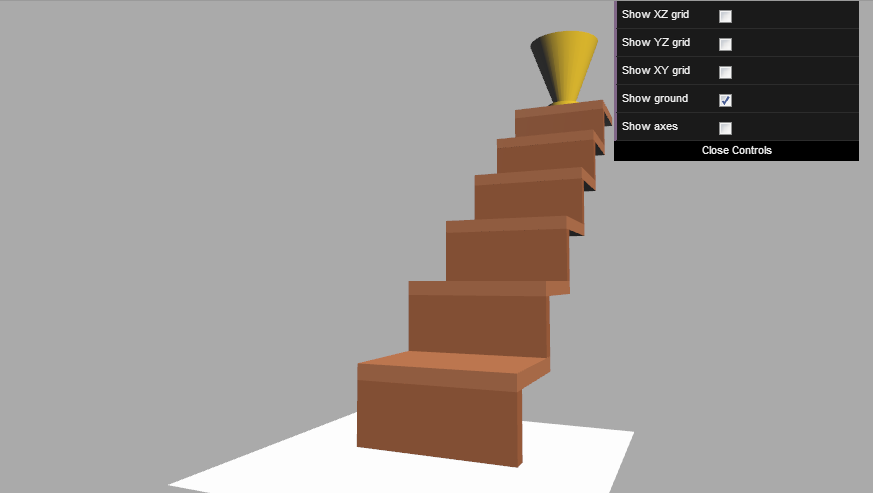 Show XZ grid
Show YZ grid
Show XY grid
Show ground
Show axes
Close Controls